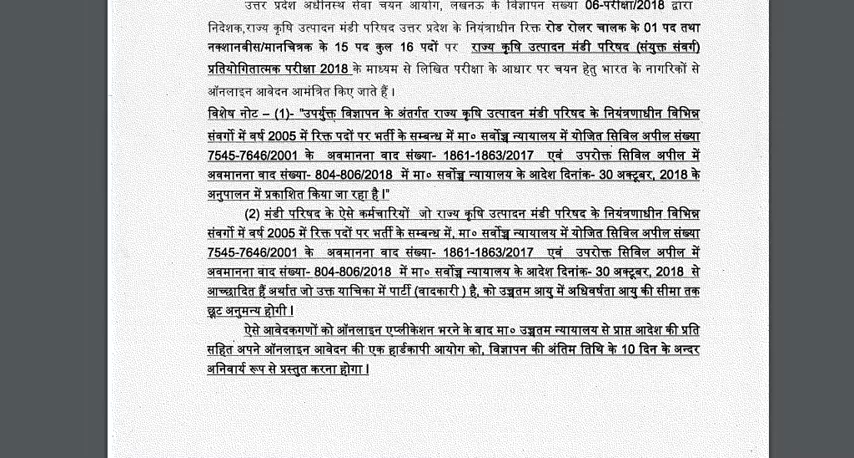 उत्तर प्रदेश अधीनस्थ सेवा चयन आयोग, लखनऊ के विज्ञापन संख्या 06-परीक्षा/2018 द्वारा
निदेशक,राज्य कृषि उत्पादन मंडी परिषद उत्तर प्रदेश के नियंत्रणाधीन रिक्त रोड रोलर चालक के 01 पद तथा
नक्शानवीस/मानचित्रक के 15 पद कुल 16 पदों पर राज्य कृषि उत्पादन मंडी परिषद (संयुक्त संवर्ग)
प्रतियोगितात्मक परीक्षा 2018 के माध्यम से लिखित परीक्षा के आधार पर चयन हेतु भारत के नागरिकों से
ऑनलाइन आवेदन आमंत्रित किए जाते हैं ।
विशेष नोट – (1)- "उपर्युक्त विज्ञापन के अंतर्गत राज्य कृषि उत्पादन मंडी परिषद के नियंणाधीन विभिन्न
संवर्गो में वर्ष 2005 में रिक्त पदों पर भर्ती के सम्बन्ध में मा० सर्वोच्च न्यायालय में योजित सिविल अपील संख्या
7545-7646/2001 के अवमानना वाद संख्या- 1861-1863/2017 एवं उपरोक्त सिविल अपील में
अवमानना वाद संख्या- 804-806/2018 में मा० सर्वोच्च न्यायालय के आदेश दिनांक- 30 अक्टूबर, 2018 के
अनुपालन में प्रकाशित किया जा रहा है ।"
(2) मंडी परिषद के ऐसे कर्मचारियों जो राज्य कृषि उत्पादन मंडी परिषद के नियंत्रणाधीन विभिन्न
संवर्गो में वर्ष 2005 में रिक्त पदों पर भर्ती के सम्बन्ध में, मा० सर्वोच्च न्यायालय में योजित सिविल अपील संख्या
7545-7646/2001 के अवमानना वाद संख्या- 1861-1863/2017 एवं उपरोक्त सिविल अपील में
अवमानना वाद संख्या- 804-806/2018 में मा० सर्वोच्च न्यायालय के आदेश दिनांक- 30 अक्टूबर, 2018 से
आच्छादित हैं अर्थात जो उक्त याचिका में पार्टी (वादकारी ) है, को उच्चतम आयु में अधिवर्षता आयु की सीमा तक
छूट अनुमन्य होगी ।
ऐसे आवेदकगणों को ऑनलाइन एप्लीकेशन भरने के बाद मा० उच्चतम न्यायालय से प्राप्त आदेश की प्रति
सहित अपने ऑनलाइन आवेदन की एक हार्डकापी आयोग को, विज्ञापन की अंतिम तिथि के 10 दिन के अन्दर
अनिवार्य रूप से प्रस्तुत करना होगा ।